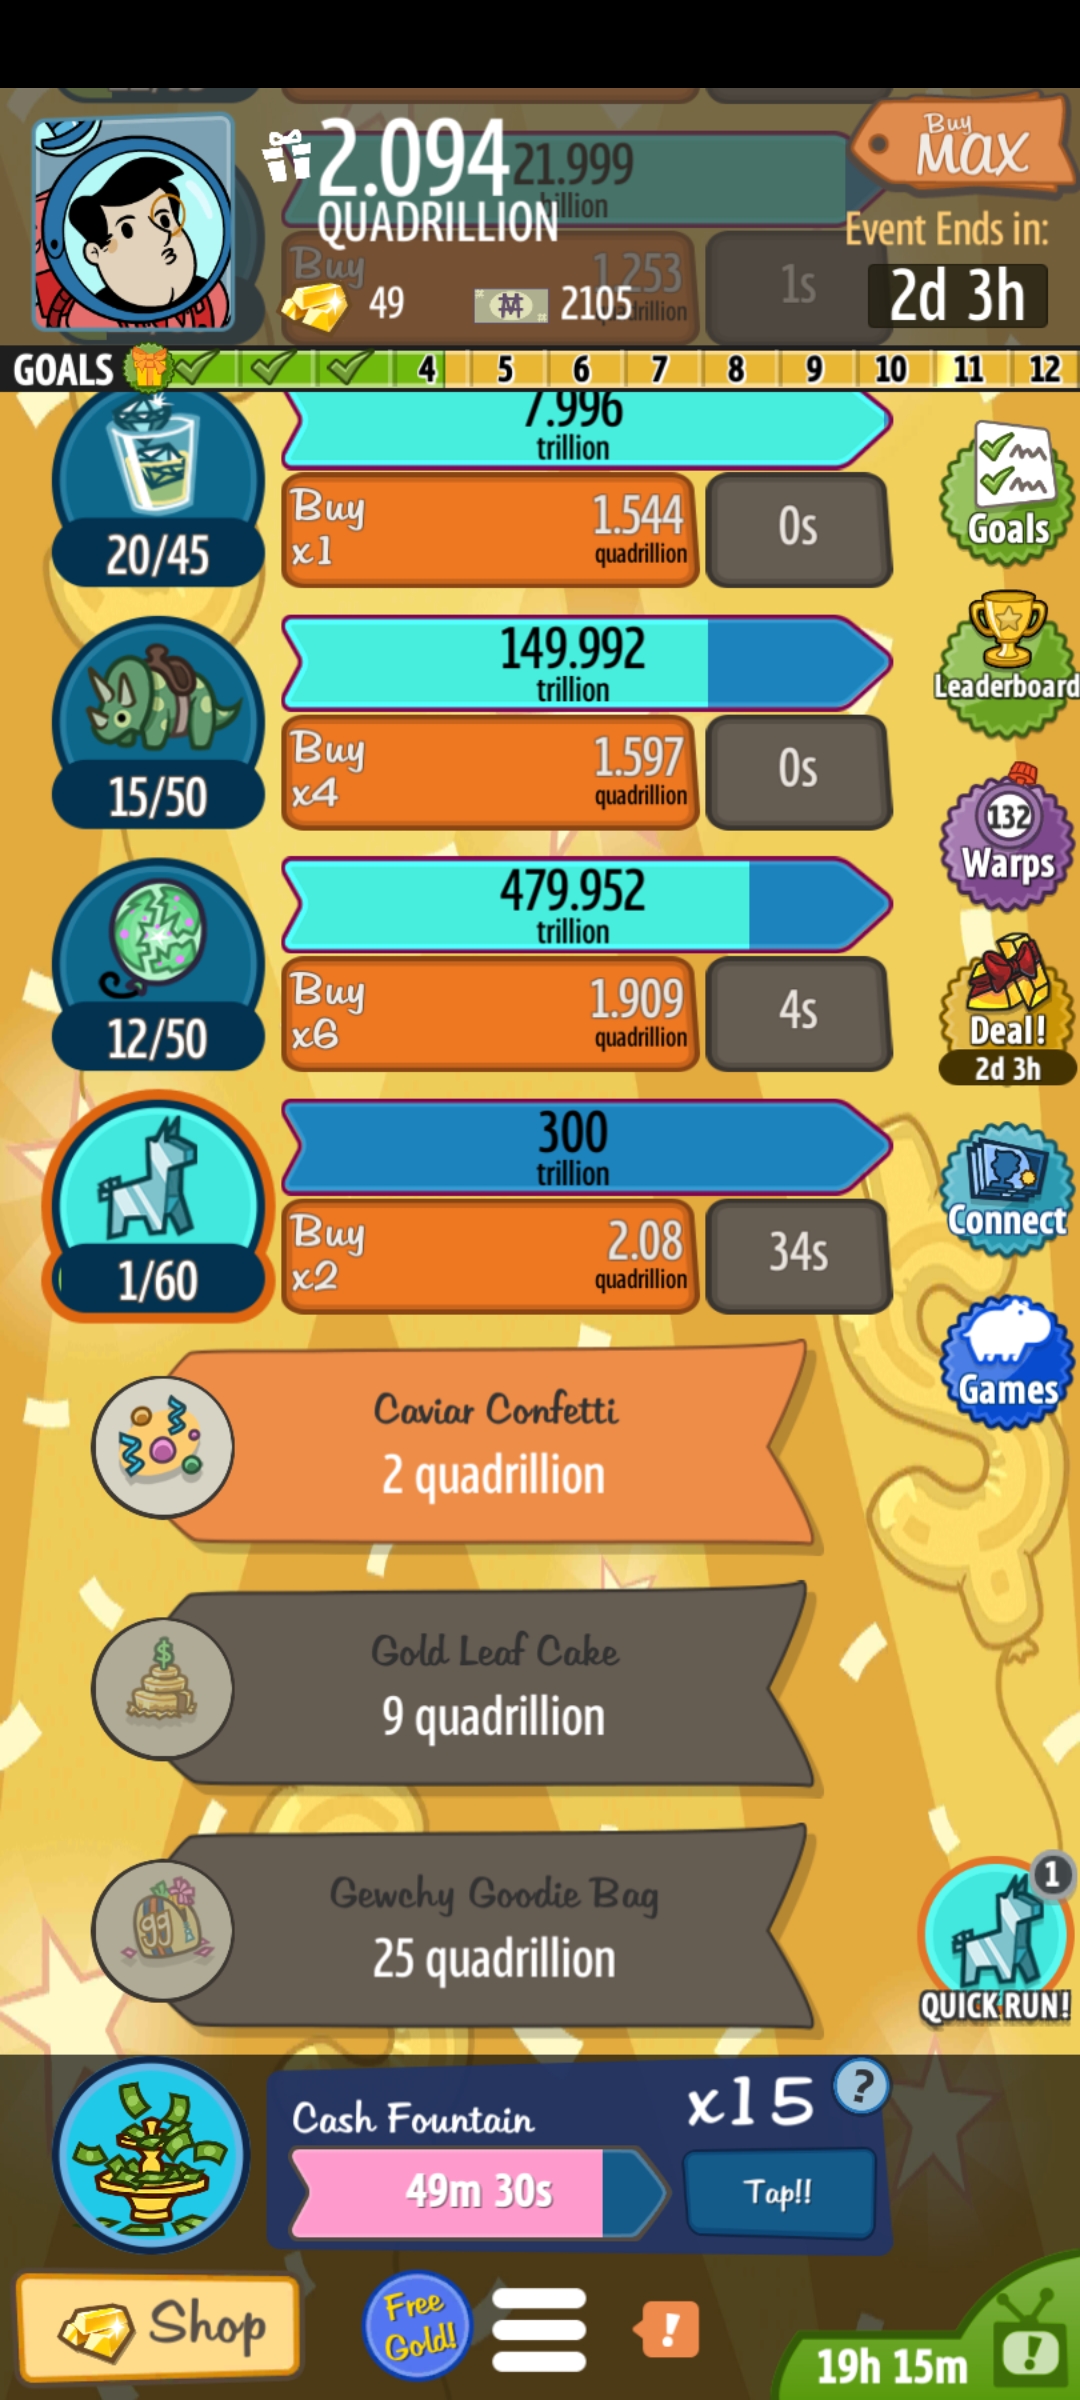 2.094
21.999
QUADRILLION
billion
Buy
MAX
Event Ends in:
2d 3h
Buy
1.253
1s
49
2105
GOALS
4
5
6
7
8
9
10
11
12
7.996
trillion
Buy
x1
1.544
quadrillion
0s
20/45
Goals
149.992
trillion
Buy
x4
1.597
quadrillion
0s
15/50
Leaderboard
132
Warps
479.952
trillion
Buy
x6
1.909
quadrillion
4s
12/50
Deal!
2d 3h
300
trillion
Buy
x2
2.08
quadrillion
34s
1/60
Connect
Games
Caviar Confetti
2 quadrillion
$
Gold Leaf Cake
9 quadrillion
gg
Gewchy Goodie Bag
25 quadrillion
1
QUICK RUN!
Cash Fountain
x15
?
49m 30s
Tap!!
Shop
Free
Gold!
!
19h 15m
!